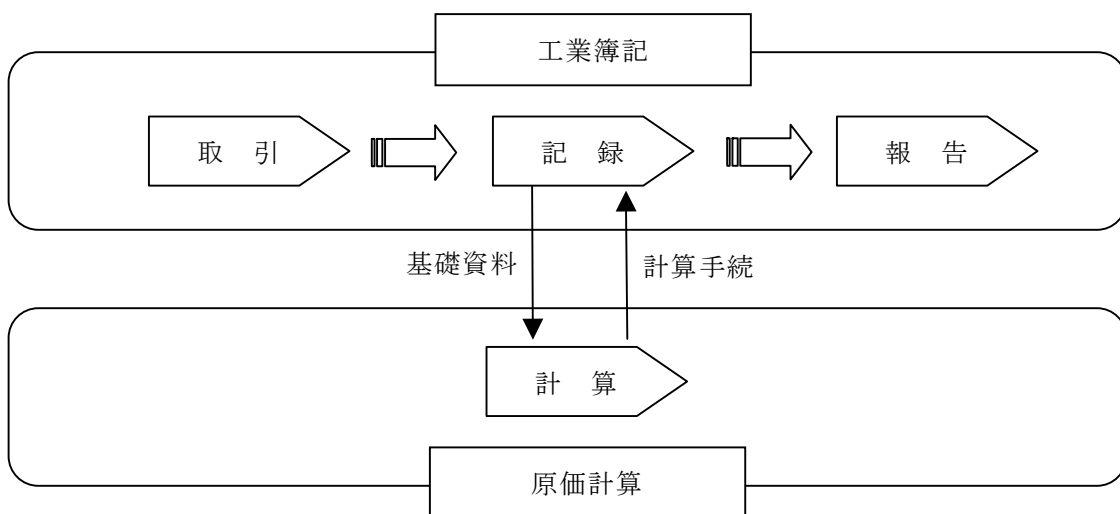 工業簿記
取 引
記 録
報 告
基礎資料
計算手続
計 算
原価計算